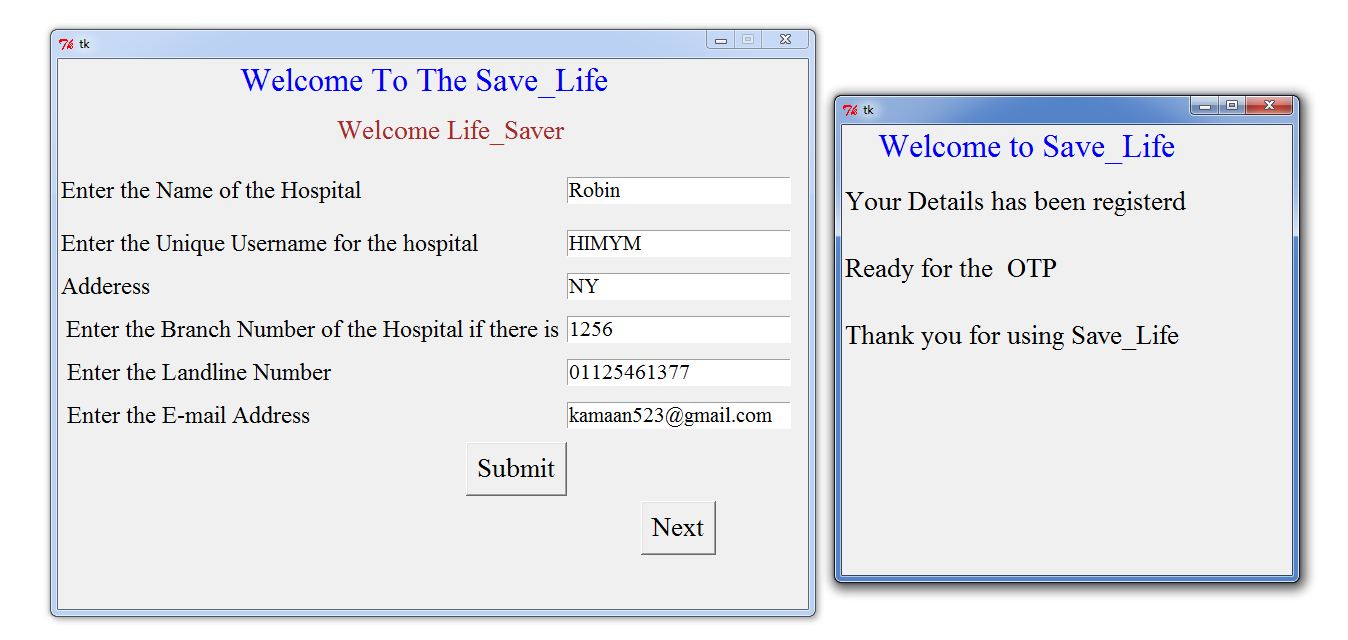 tk
Welcome To The Save_Life
Welcome Life_Saver
Enter the Name of the Hospital Robin
Enter the Unique Username for the hospital HIMYM
Adderess NY
Enter the Branch Number of the Hospital if there is 1256
Enter the Landline Number 01125461377
Enter the E-mail Address kamaan523@gmail.com
Submit
Next
tk
Welcome to Save_Life
Your Details has been registerd
Ready for the  OTP
Thank you for using Save_Life